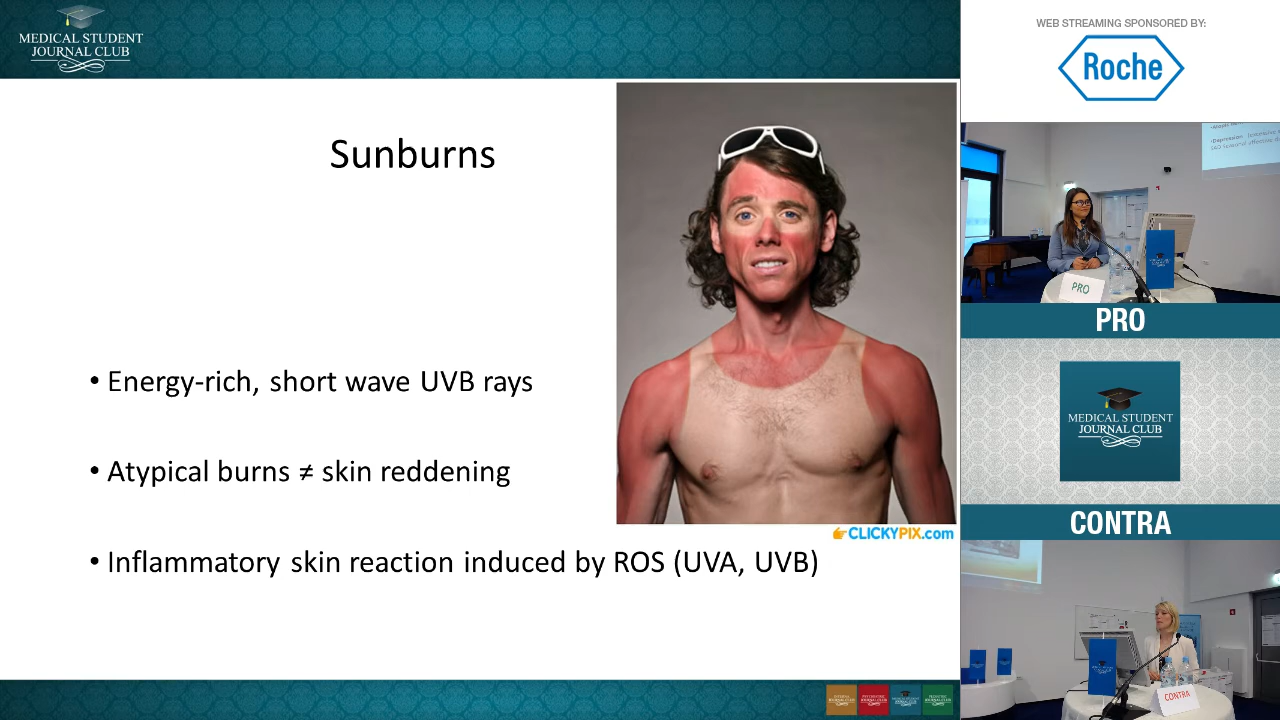 MEDICAL STUDENT
JOURNAL CLUB
Sunburns
• Energy-rich, short wave UVB rays
• Atypical burns ≠ skin reddening
• Inflammatory skin reaction induced by ROS (UVA, UVB)
CLICKYPIX.com
WEB STREAMING SPONSORED BY:
Roche
PRO
PRO
MEDICAL STUDENT
JOURNAL CLUB
CONTRA
CONTRA